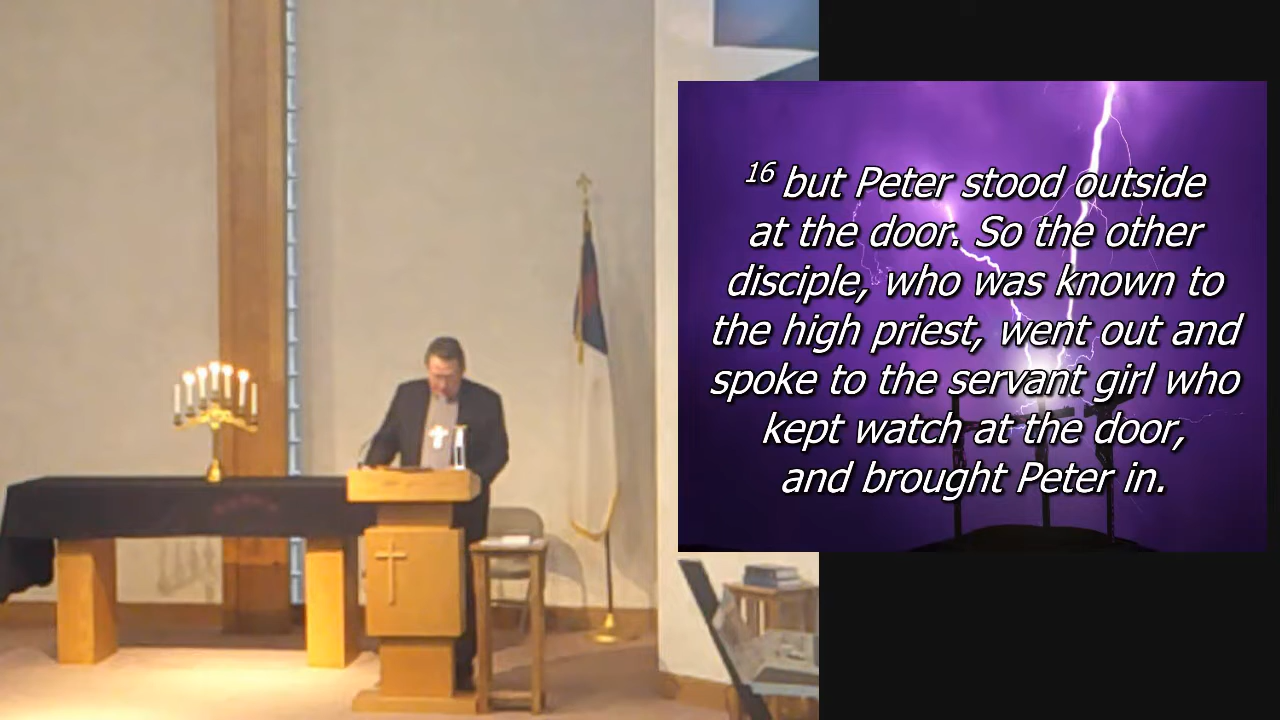 16 but Peter stood outside
at the door. So the other
disciple, who was known to
the high priest, went out and
spoke to the servant girl who
kept watch at the door,
and brought Peter in.